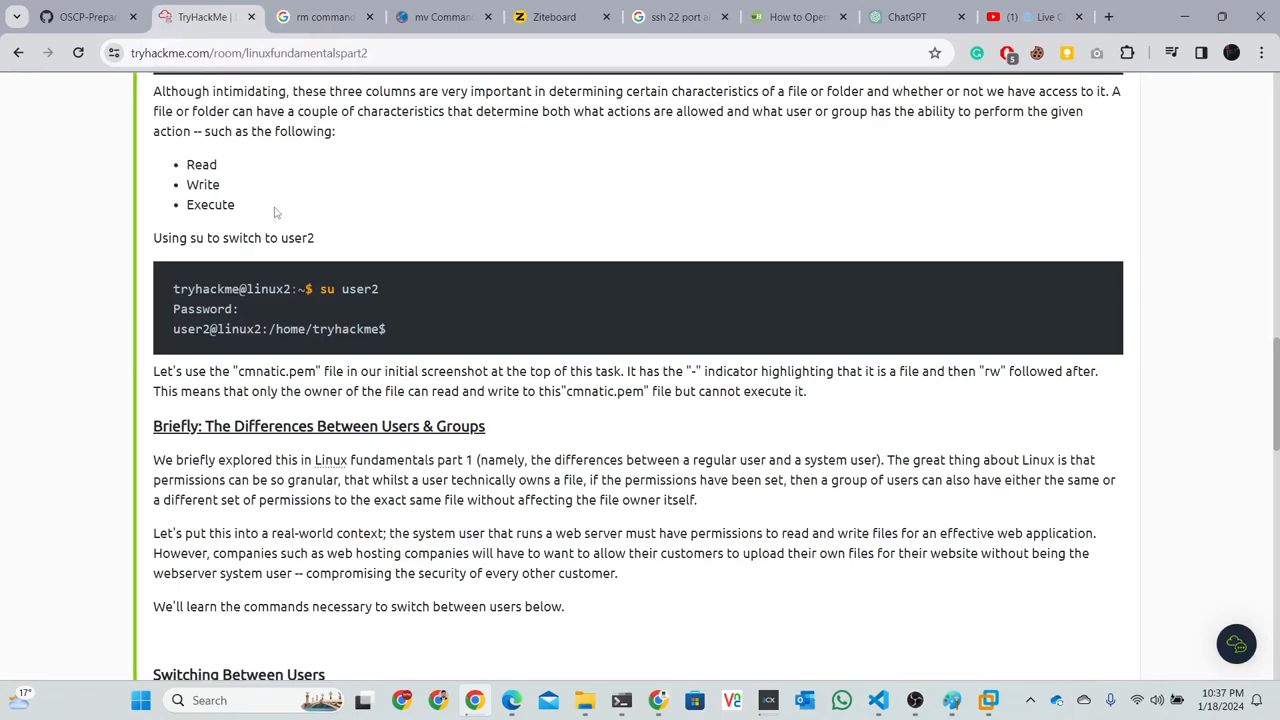 OSCP-Prepara
TryHackMe |
rm command
mv Comman
Ziteboard
ssh 22 port al
How to Open
ChatGPT
(1) Live C
tryhackme.com/room/linuxfundamentalspart2
5
Although intimidating, these three columns are very important in determining certain characteristics of a file or folder and whether or not we have access to it. A
file or folder can have a couple of characteristics that determine both what actions are allowed and what user or group has the ability to perform the given
action -- such as the following:
• Read
• Write
• Execute
Using su to switch to user2
tryhackme@linux2:~$ su user2
Password:
user2@linux2:/home/tryhackme$
Let's use the "cmnatic.pem" file in our initial screenshot at the top of this task. It has the "-" indicator highlighting that it is a file and then "rw" followed after.
This means that only the owner of the file can read and write to this"cmnatic.pem" file but cannot execute it.
Briefly: The Differences Between Users & Groups
We briefly explored this in Linux fundamentals part 1 (namely, the differences between a regular user and a system user). The great thing about Linux is that
permissions can be so granular, that whilst a user technically owns a file, if the permissions have been set, then a group of users can also have either the same or
a different set of permissions to the exact same file without affecting the file owner itself.
Let's put this into a real-world context; the system user that runs a web server must have permissions to read and write files for an effective web application.
However, companies such as web hosting companies will have to want to allow their customers to upload their own files for their website without being the
webserver system user -- compromising the security of every other customer.
We'll learn the commands necessary to switch between users below.
Switching Between Users
17°
Search
10:37 PM
1/18/2024